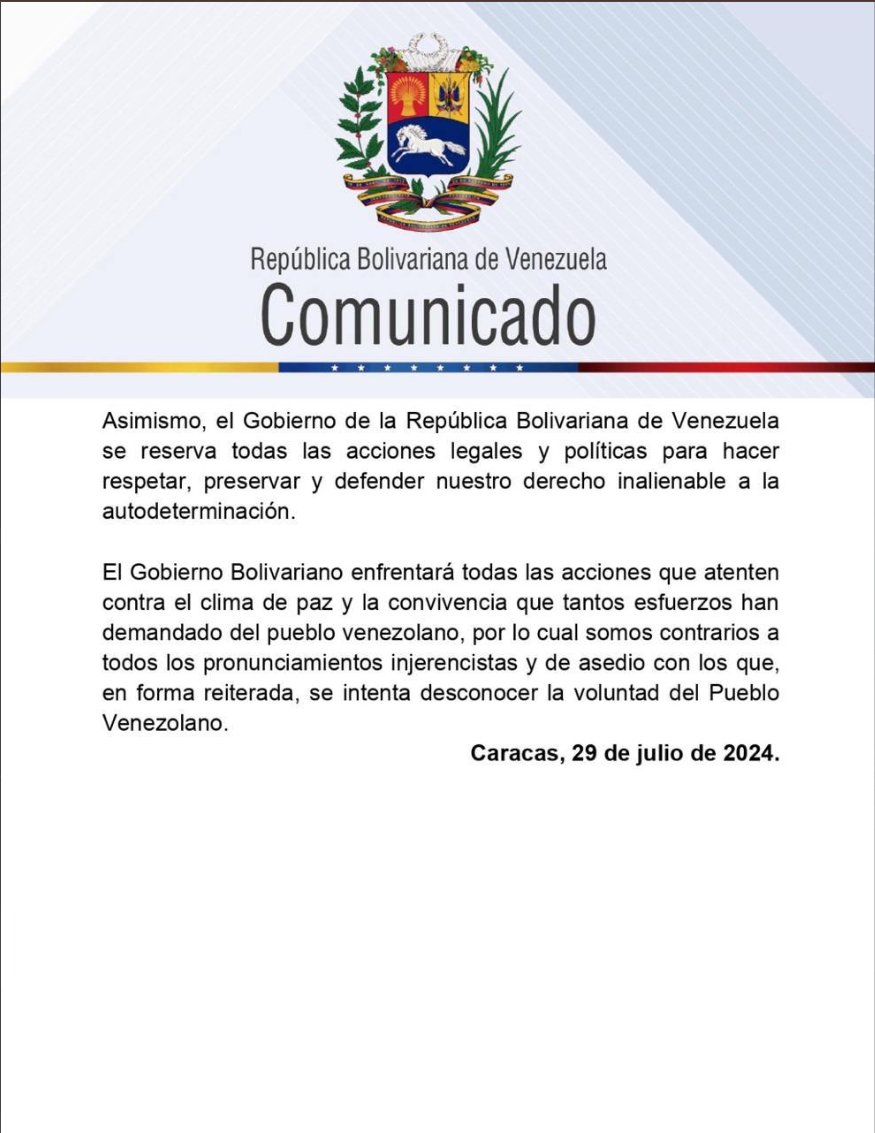 República Bolivariana de Venezuela
Comunicado
Asimismo, el Gobierno de la República Bolivariana de Venezuela
se reserva todas las acciones legales y políticas para hacer
respetar, preservar y defender nuestro derecho inalienable a la
autodeterminación.
El Gobierno Bolivariano enfrentará todas las acciones que atenten
contra el clima de paz y la convivencia que tantos esfuerzos han
demandado del pueblo venezolano, por lo cual somos contrarios a
todos los pronunciamientos injerencistas y de asedio con los que,
en forma reiterada, se intenta desconocer la voluntad del Pueblo
Venezolano.
Caracas, 29 de julio de 2024.